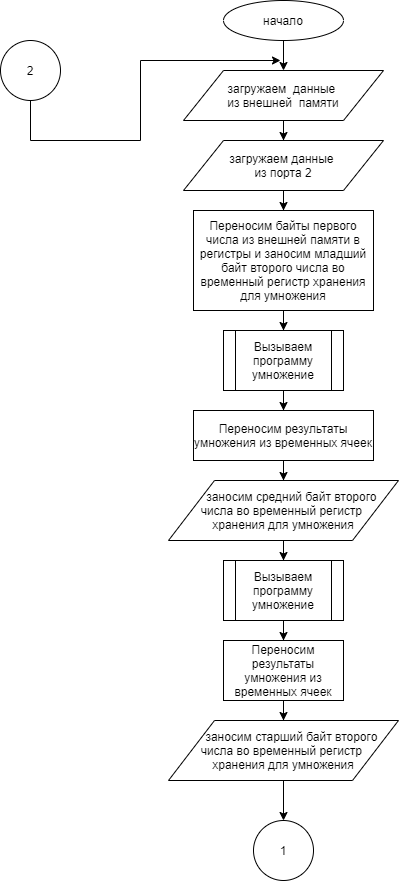 начало
2
загружаем данные
из внешней памяти
загружаем данные
из порта 2
Переносим байты первого
числа из внешней памяти в
регистры и заносим младший
байт второго числа во
временный регистр хранения
для умножения
Вызываем
программу
умножение
Переносим результаты
умножения из временных ячеек
заносим средний байт второго
числа во временный регистр
хранения для умножения
Вызываем
программу
умножение
Переносим
результаты
умножения из
временных ячеек
заносим старший байт второго
числа во временный регистр
хранения для умножения
1